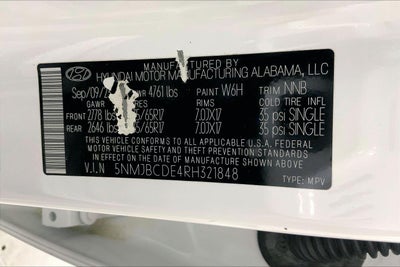 MANUFACTURED BY
HYUNDAI MOTOR MANUFACTURING ALABAMA, LLC
Sep/09/ 4761 lbs PAINT W6H TRIM NNB
GAWR RIMS COLD TIRE INFL
FRONT 2778 lbs 65R17 7.0JX17 35 psi SINGLE
REAR 2646 lbs 65R17 7.0JX17 35 psi SINGLE
THIS VEHICLE CONFORMS TO ALL APPLICABLE U.S.A. FEDERAL
MOTOR VEHICLE SAFETY AND THEFT PREVENTION STANDARDS
IN EFFECT ON THE DATE OF MANUFACTURE SHOWN ABOVE
V.I.N 5NMJBCDE4RH321848 TYPE: MPV